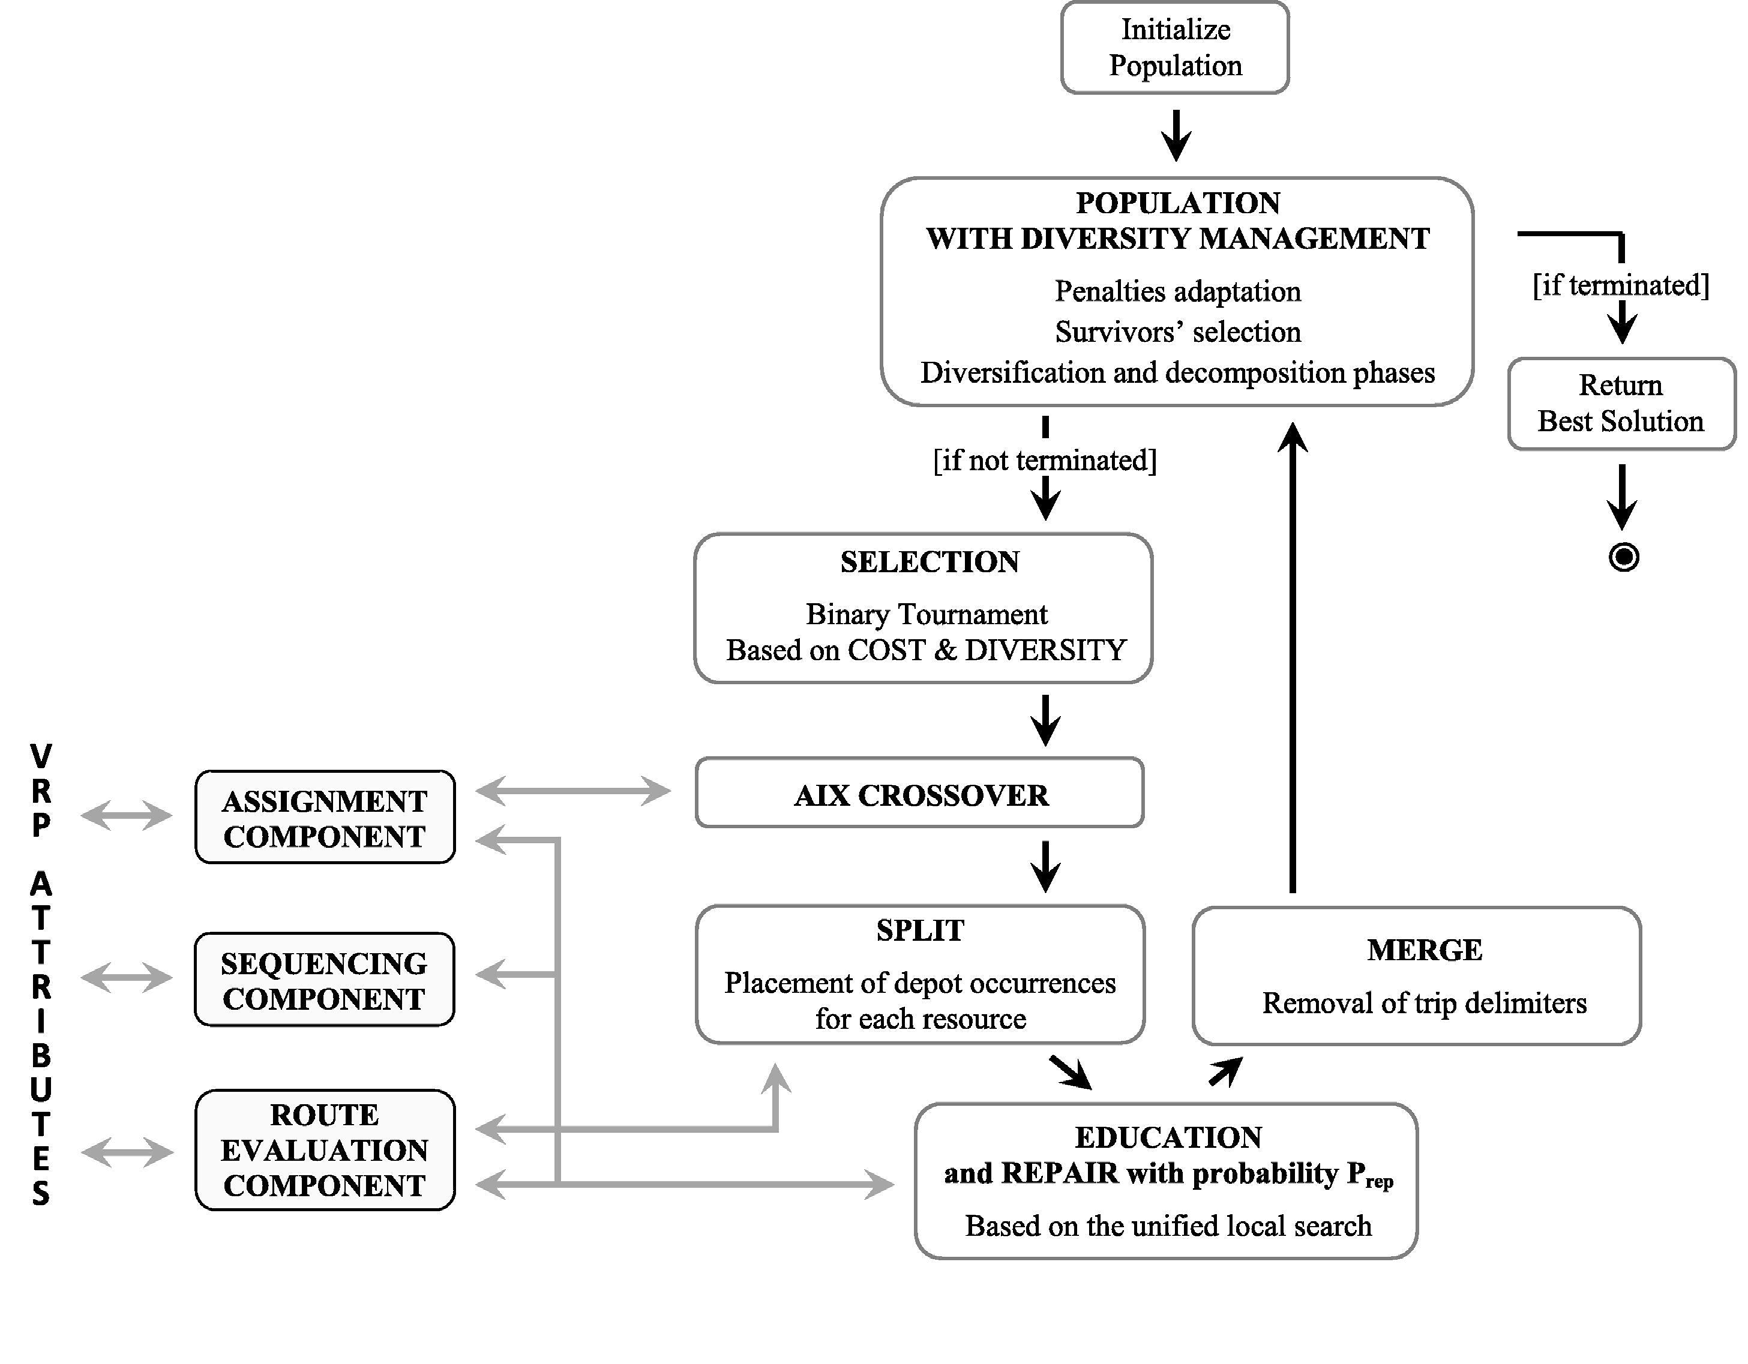 Initialize
Population
POPULATION
WITH DIVERSITY MANAGEMENT
Penalties adaptation
Survivors’ selection
Diversification and decomposition phases
[if terminated]
Return
Best Solution
[if not terminated]
SELECTION
Binary Tournament
Based on COST & DIVERSITY
AIX CROSSOVER
SPLIT
Placement of depot occurrences
for each resource
MERGE
Removal of trip delimiters
EDUCATION
and REPAIR with probability Prep
Based on the unified local search
VRP ATTRIBUTES
ASSIGNMENT
COMPONENT
SEQUENCING
COMPONENT
ROUTE
EVALUATION
COMPONENT